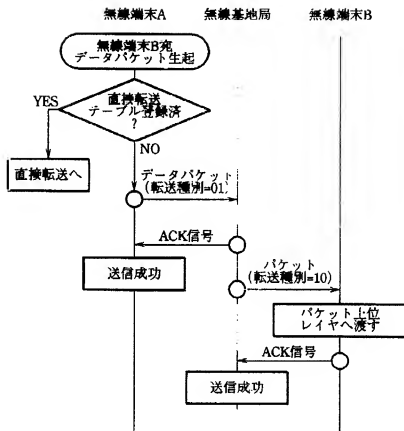 無線端末A 無線基地局 無線端末B
無線端末B宛
データパケット生起
YES
直接転送
テーブル登録済
?
NO
直接転送へ
データパケット
(転送種別=01)
ACK信号
送信成功
パケット
(転送種別=10)
パケット上位
レイヤへ渡す
ACK信号
送信成功